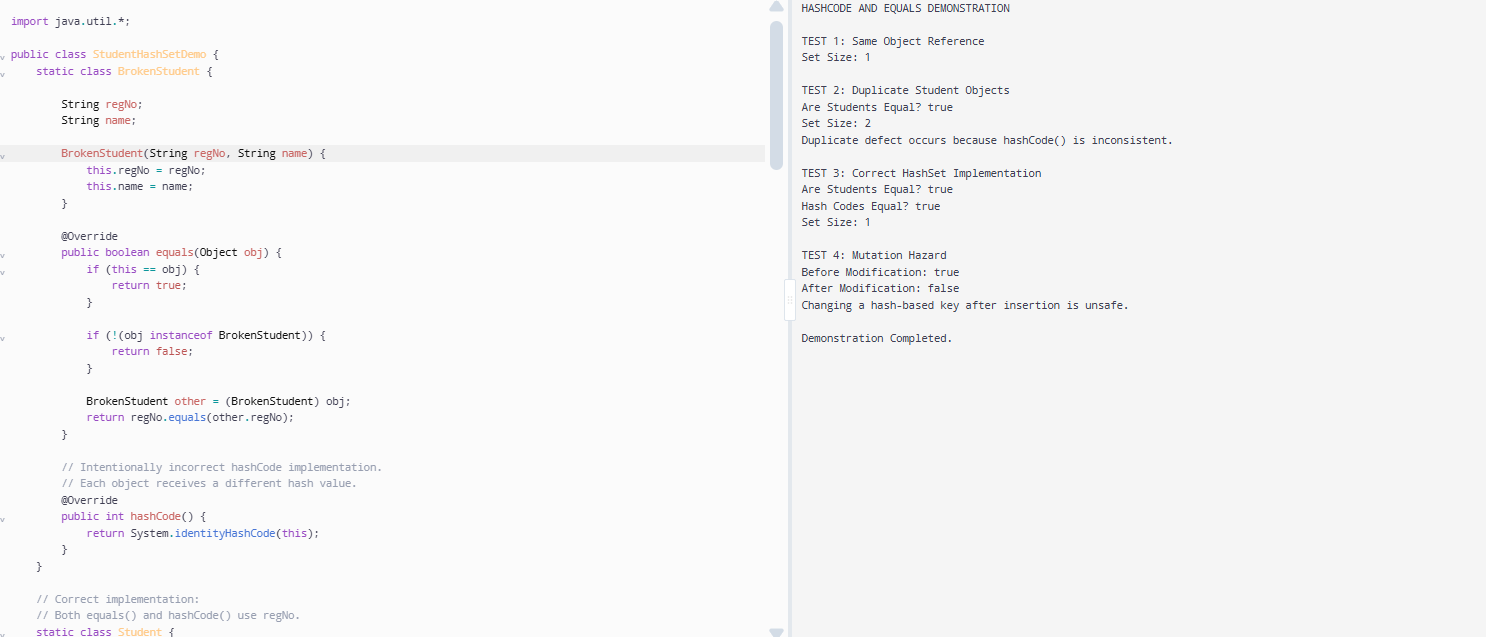 import java.util.*;
public class StudentHashSetDemo {
static class BrokenStudent {
String regNo;
String name;
BrokenStudent(String regNo, String name) {
this.regNo = regNo;
this.name = name;
}
@Override
public boolean equals(Object obj) {
if (this == obj) {
return true;
}
if (!(obj instanceof BrokenStudent)) {
return false;
}
BrokenStudent other = (BrokenStudent) obj;
return regNo.equals(other.regNo);
}
// Intentionally incorrect hashCode implementation.
// Each object receives a different hash value.
@Override
public int hashCode() {
return System.identityHashCode(this);
}
}
// Correct implementation:
// Both equals() and hashCode() use regNo.
static class Student {
HASHCODE AND EQUALS DEMONSTRATION
TEST 1: Same Object Reference
Set Size: 1
TEST 2: Duplicate Student Objects
Are Students Equal? true
Set Size: 2
Duplicate defect occurs because hashCode() is inconsistent.
TEST 3: Correct HashSet Implementation
Are Students Equal? true
Hash Codes Equal? true
Set Size: 1
TEST 4: Mutation Hazard
Before Modification: true
After Modification: false
Changing a hash-based key after insertion is unsafe.
Demonstration Completed.